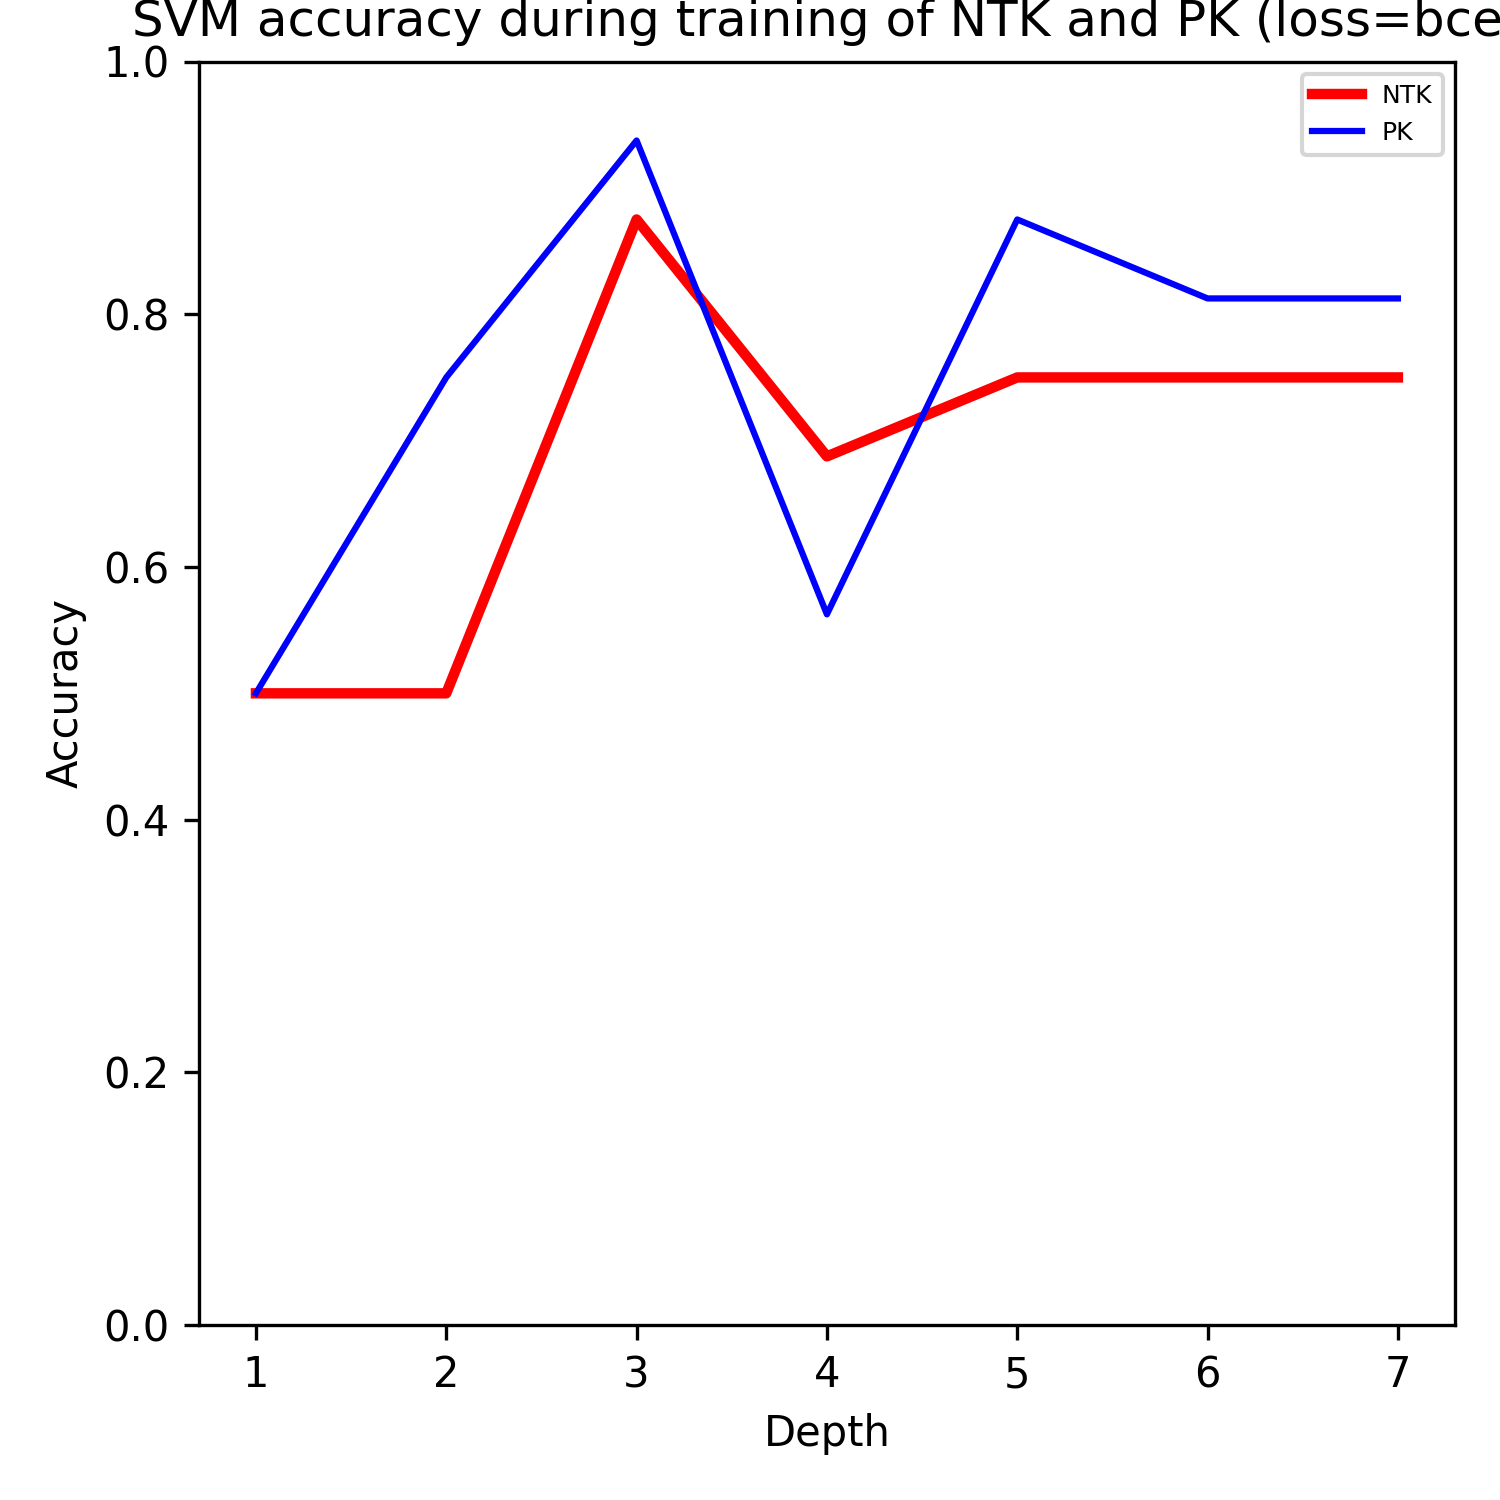 SVM accuracy during training of NTK and PK (loss=bce
1.0
0.8
0.6
0.4
0.2
0.0
Accuracy
NTK
PK
1 2 3 4 5 6 7
Depth